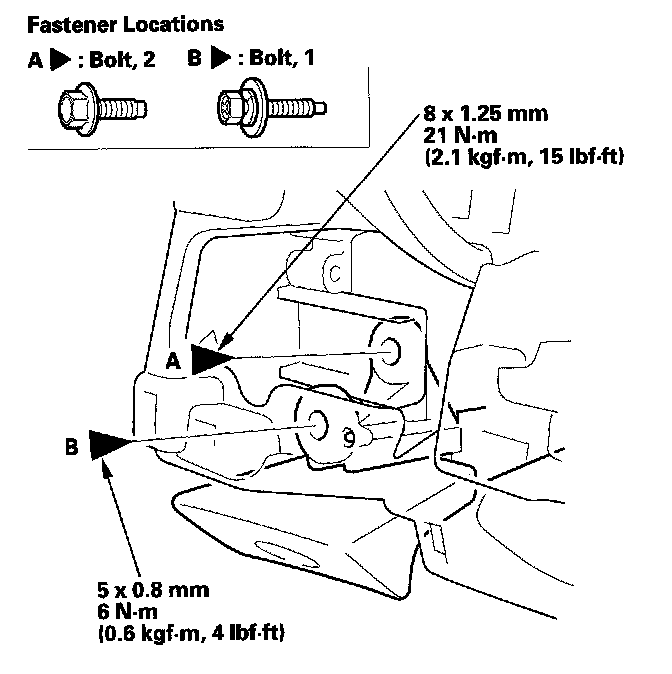 Fastener Locations
A ▶ : Bolt, 2 B ▶ : Bolt, 1
8 x 1.25 mm
21 N·m
(2.1 kgf·m, 15 lbf·ft)
A
B
5 x 0.8 mm
6 N·m
(0.6 kgf·m, 4 lbf·ft)